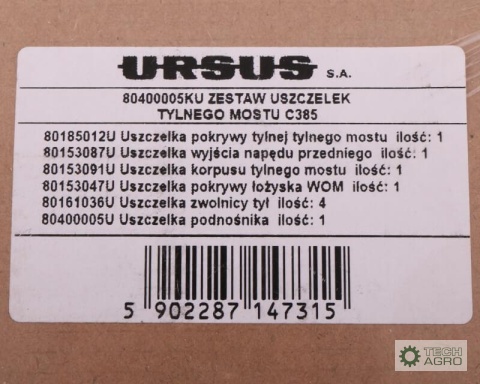 URSUS S.A.
80400005KU ZESTAW USZCZELEK
TYLNEGO MOSTU C385
80185012U Uszczelka pokrywy tylnej tylnego mostu ilość: 1
80153087U Uszczelka wyjścia napędu przedniego ilość: 1
80153091U Uszczelka korpusu tylnego mostu ilość: 1
80153047U Uszczelka pokrywy łożyska WOM ilość: 1
80161036U Uszczelka zwolnicy tył ilość: 4
80400005U Uszczelka podnośnika ilość: 1
5 902287 147315
TECH
AGRO